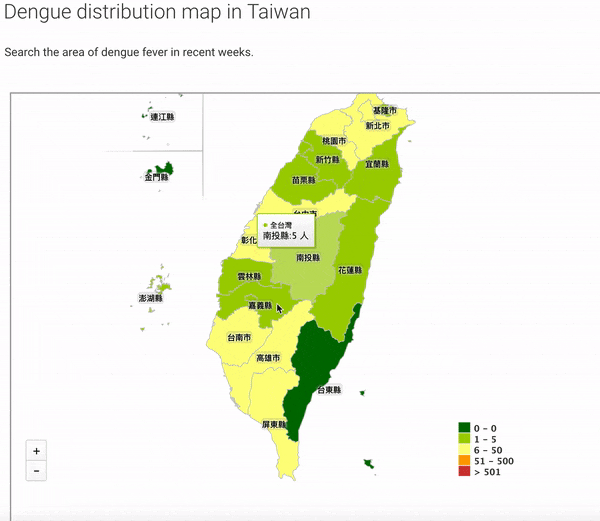 Dengue distribution map in Taiwan
Search the area of dengue fever in recent weeks.
連江縣
金門縣
澎湖縣
基隆市
新北市
桃園市
新竹縣
宜蘭縣
苗栗縣
台中市
全台灣
南投縣:5 人
彰化
南投縣
花蓮縣
雲林縣
嘉義縣
台南市
高雄市
台東縣
屏東縣
+
−
0 – 0
1 – 5
6 – 50
51 – 500
> 501